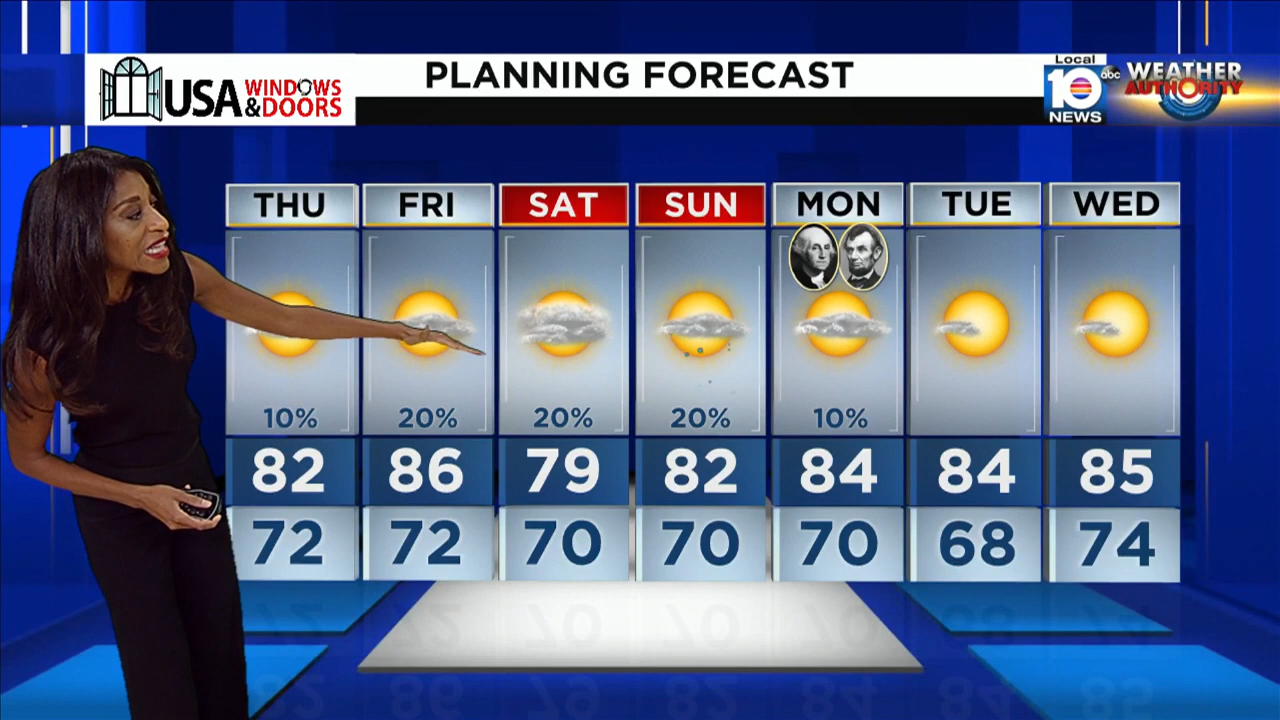 USA WINDOWS
&DOORS
PLANNING FORECAST
Local
10
NEWS
abc
WEATHER
AUTHORITY
THU FRI SAT SUN MON TUE WED
10% 20% 20% 20% 10%
82 86 79 82 84 84 85
72 72 70 70 70 68 74